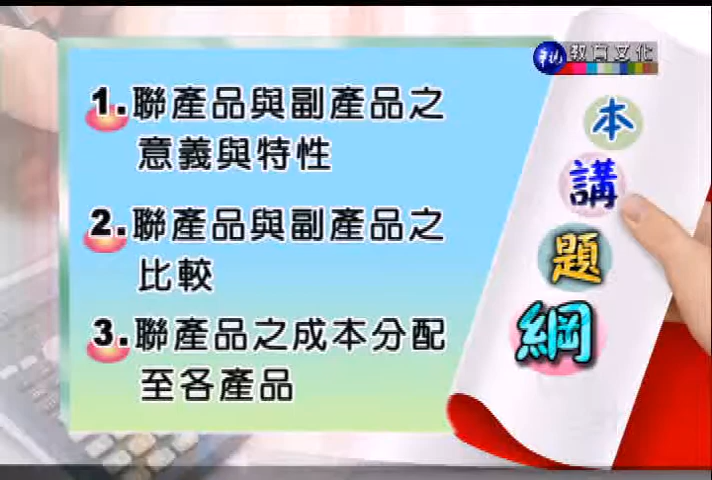 華視 教育文化
本講題綱
1.聯產品與副產品之
意義與特性
2.聯產品與副產品之
比較
3.聯產品之成本分配
至各產品